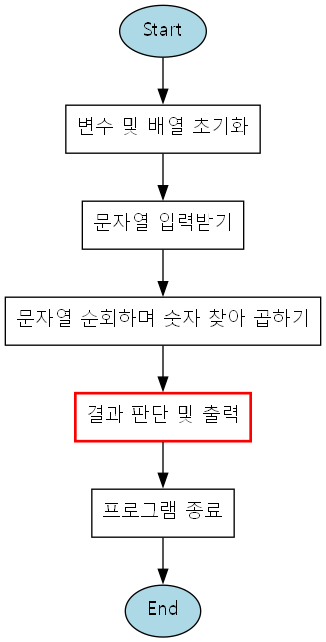 Start
변수 및 배열 초기화
문자열 입력받기
문자열 순회하며 숫자 찾아 곱하기
결과 판단 및 출력
프로그램 종료
End